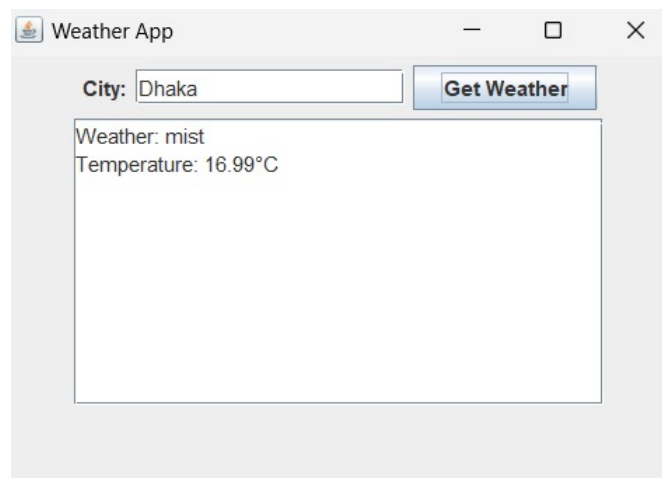 Weather App
City: Dhaka Get Weather
Weather: mist
Temperature: 16.99°C